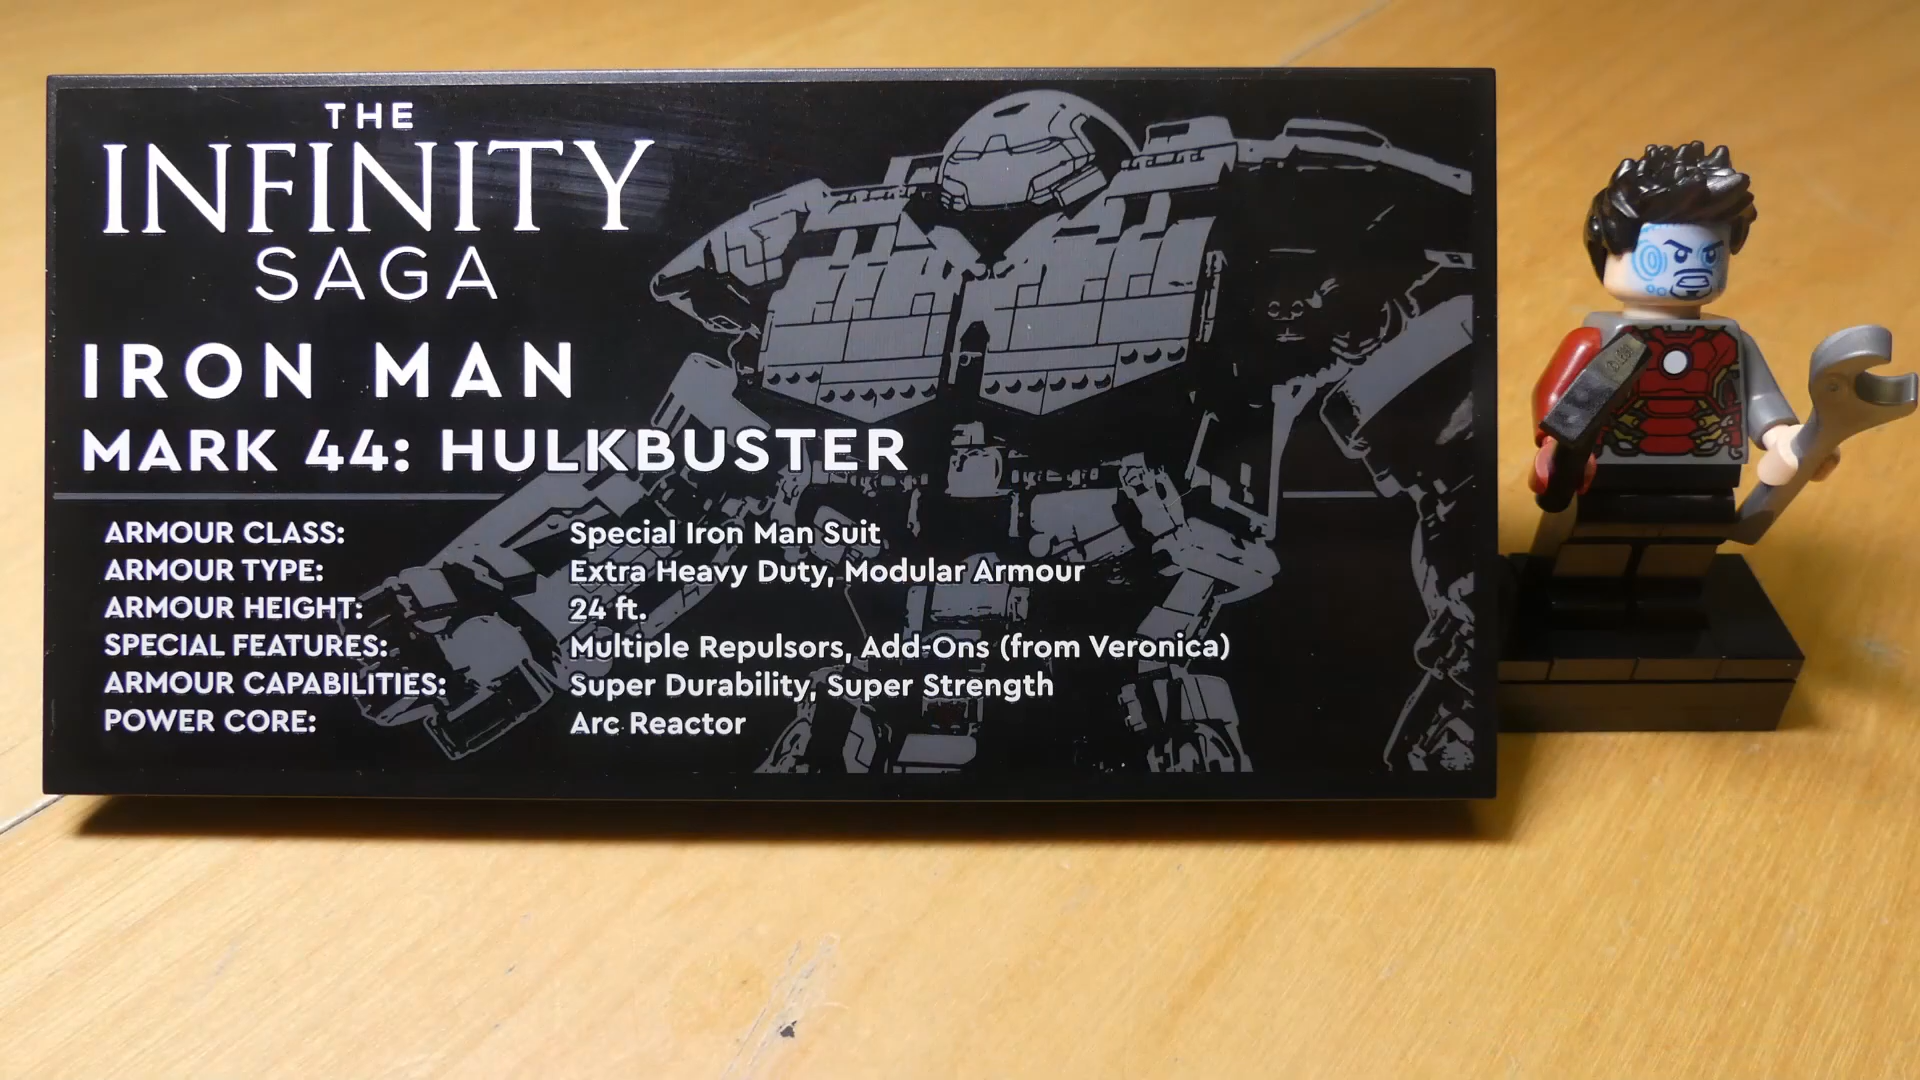 THE
INFINITY
SAGA
IRON MAN
MARK 44: HULKBUSTER
ARMOUR CLASS: Special Iron Man Suit
ARMOUR TYPE: Extra Heavy Duty, Modular Armour
ARMOUR HEIGHT: 24 ft.
SPECIAL FEATURES: Multiple Repulsors, Add-Ons (from Veronica)
ARMOUR CAPABILITIES: Super Durability, Super Strength
POWER CORE: Arc Reactor